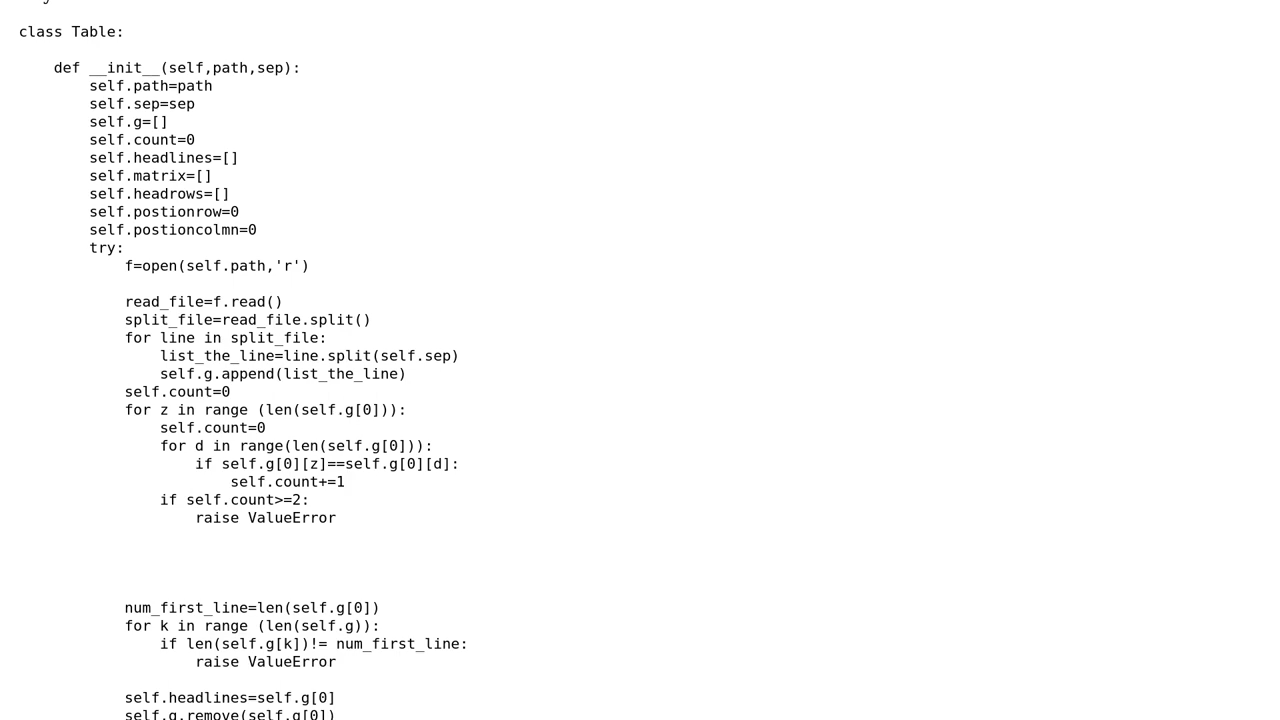 class Table:
    def __init__(self,path,sep):
        self.path=path
        self.sep=sep
        self.g=[]
        self.count=0
        self.headlines=[]
        self.matrix=[]
        self.headrows=[]
        self.postionrow=0
        self.postioncolmn=0
        try:
            f=open(self.path,'r')
            read_file=f.read()
            split_file=read_file.split()
            for line in split_file:
                list_the_line=line.split(self.sep)
                self.g.append(list_the_line)
            self.count=0
            for z in range (len(self.g[0])):
                self.count=0
                for d in range(len(self.g[0])):
                    if self.g[0][z]==self.g[0][d]:
                        self.count+=1
                if self.count>=2:
                    raise ValueError
            num_first_line=len(self.g[0])
            for k in range (len(self.g)):
                if len(self.g[k])!= num_first_line:
                    raise ValueError
            self.headlines=self.g[0]
            self.g.remove(self.g[0])